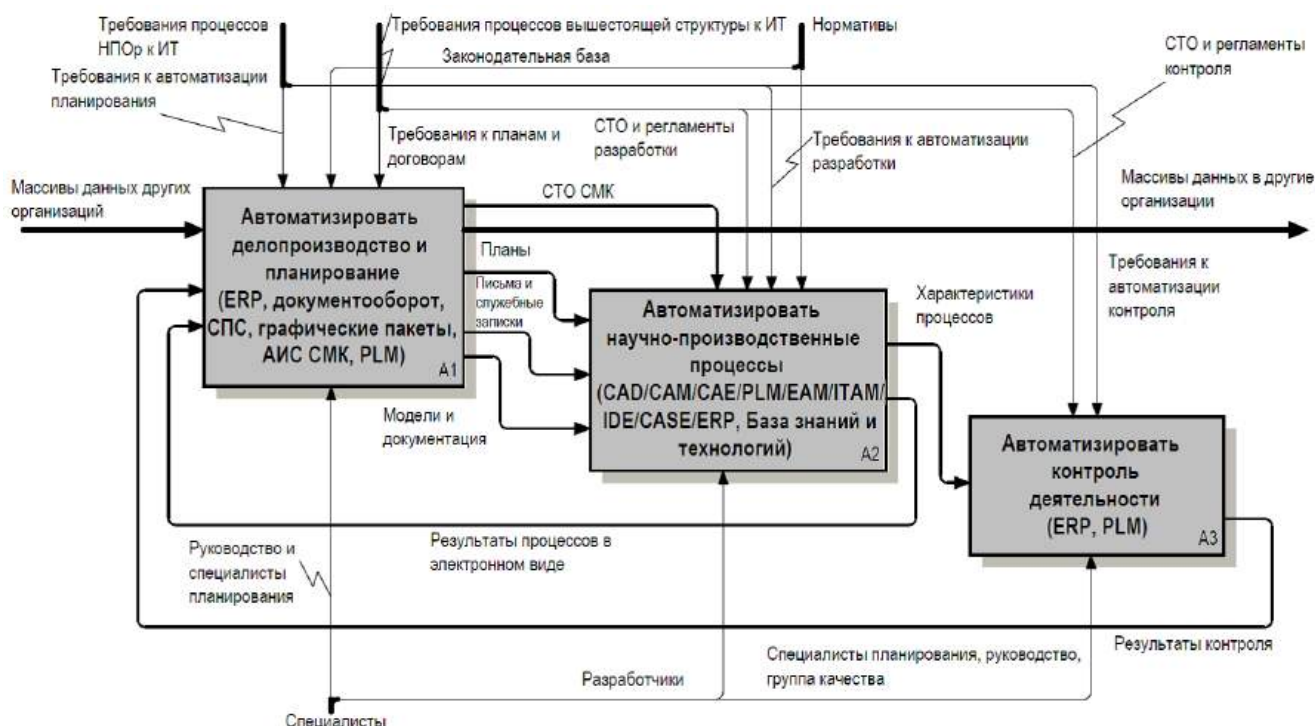 Требования процессов
НПОр к ИТ
Требования процессов вышестоящей структуры к ИТ
Нормативы
Законодательная база
СТО и регламенты
контроля
Требования к автоматизации
планирования
Требования к планам и
договорам
СТО и регламенты
разработки
Требования к автоматизации
разработки
Массивы данных других
организаций
СТО СМК
Массивы данных в другие
организации
Автоматизировать
делопроизводство и
планирование
(ERP, документооборот,
СПС, графические пакеты,
АИС СМК, PLM)
A1
Планы
Письма и
служебные
записки
Модели и
документация
Автоматизировать
научно-производственные
процессы
(CAD/CAM/CAE/PLM/EAM/ITAM/
IDE/CASE/ERP, База знаний и
технологий)
A2
Характеристики
процессов
Требования к
автоматизации
контроля
Автоматизировать
контроль
деятельности
(ERP, PLM)
A3
Результаты процессов в
электронном виде
Руководство и
специалисты
планирования
Результаты контроля
Специалисты планирования, руководство,
группа качества
Разработчики
Специалисты